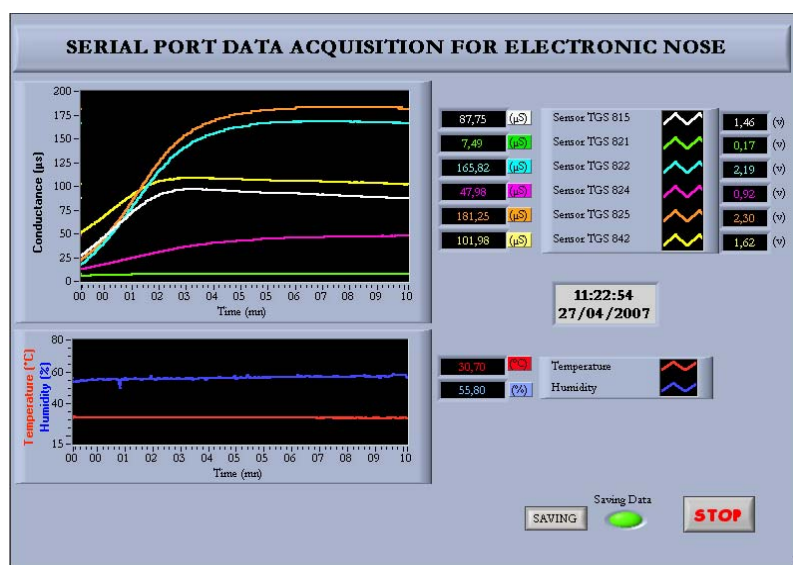 SERIAL PORT DATA ACQUISITION FOR ELECTRONIC NOSE
Conductance (µs)
200
175
150
125
100
75
50
25
0
00 00 01 02 03 04 05 05 06 07 08 09 10
Time (mn)
87,75 (µS) Sensor TGS 815 1,46 (v)
7,49 (µS) Sensor TGS 821 0,17 (v)
165,82 (µS) Sensor TGS 822 2,19 (v)
47,98 (µS) Sensor TGS 824 0,92 (v)
181,25 (µS) Sensor TGS 825 2,30 (v)
101,98 (µS) Sensor TGS 842 1,62 (v)
11:22:54
27/04/2007
Temperature (°C)
Humidity (%)
80
60
40
15
00 00 01 02 03 04 05 05 06 07 08 09 10
Time (mn)
30,70 (°C) Temperature
55,80 (%) Humidity
Saving Data
SAVING
STOP